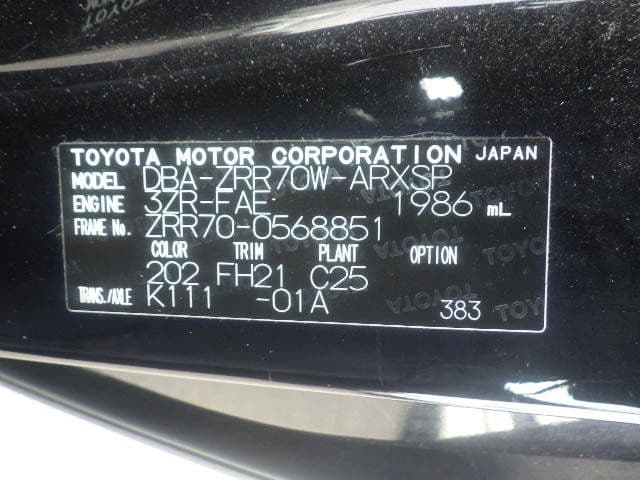 TOYOTA MOTOR CORPORATION JAPAN
MODEL DBA-ZRR70W-ARXSP
ENGINE 3ZR-FAE 1986 mL
FRAME No. ZRR70-0568851
COLOR TRIM PLANT OPTION
202 FH21 C25
TRANS./AXLE K111 -01A 383